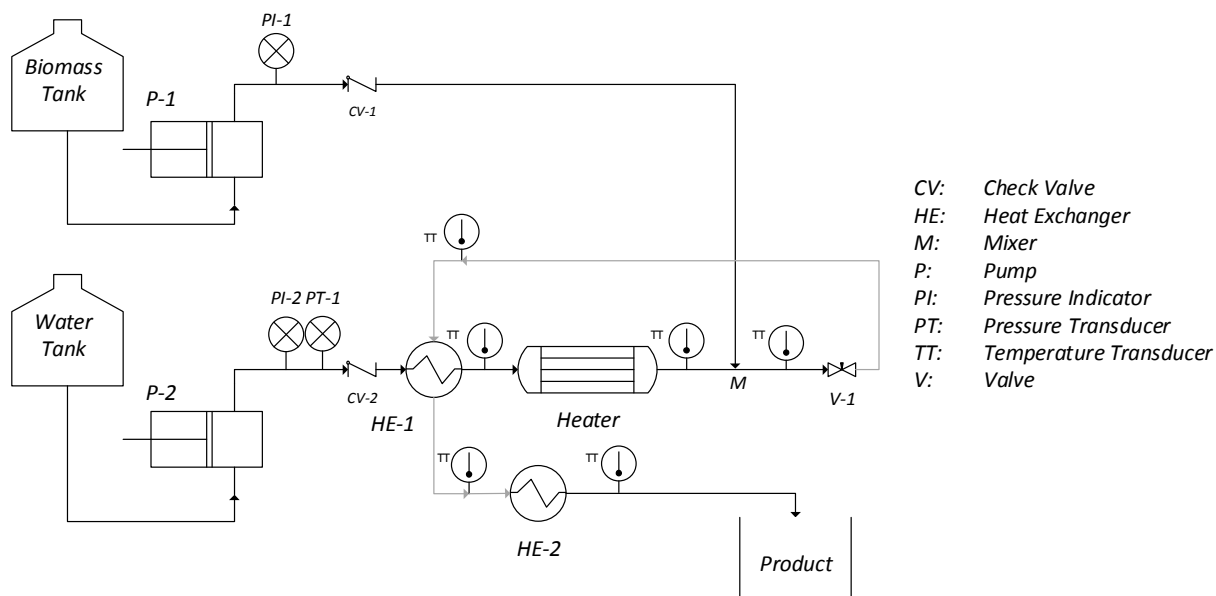 PI-1
Biomass
Tank
P-1
CV-1
TT
PI-2 PT-1
Water
Tank
TT
TT
TT
M
V-1
CV-2
P-2
HE-1
Heater
TT
TT
HE-2
Product
CV: Check Valve
HE: Heat Exchanger
M: Mixer
P: Pump
PI: Pressure Indicator
PT: Pressure Transducer
TT: Temperature Transducer
V: Valve